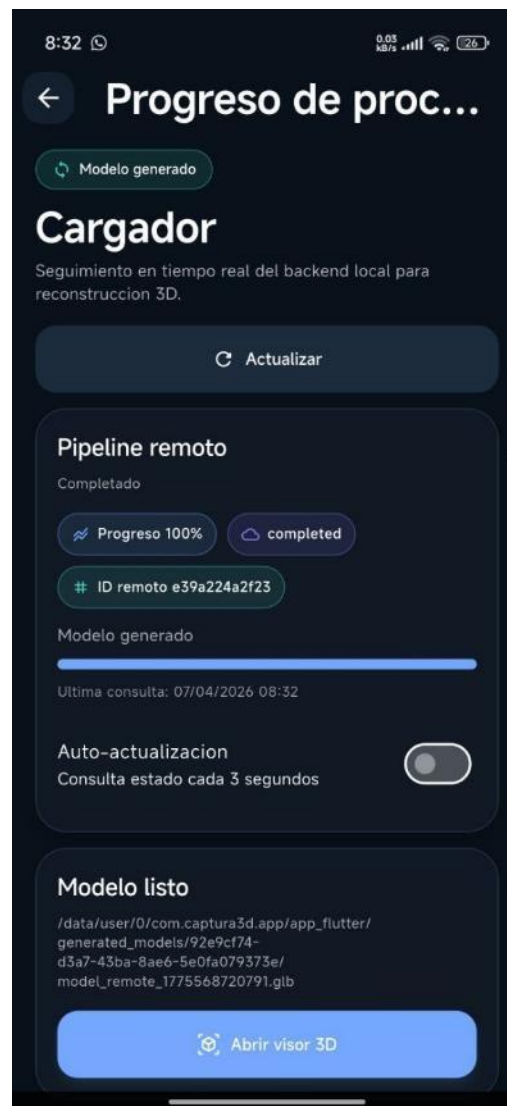 8:32
0.03 kB/s 26
Progreso de proc...
Modelo generado
Cargador
Seguimiento en tiempo real del backend local para
reconstruccion 3D.
Actualizar
Pipeline remoto
Completado
Progreso 100%
completed
# ID remoto e39a224a2f23
Modelo generado
Ultima consulta: 07/04/2026 08:32
Auto-actualizacion
Consulta estado cada 3 segundos
Modelo listo
/data/user/0/com.captura3d.app/app_flutter/
generated_models/92e9cf74-
d3a7-43ba-8ae6-5e0fa079373e/
model_remote_1775568720791.glb
Abrir visor 3D